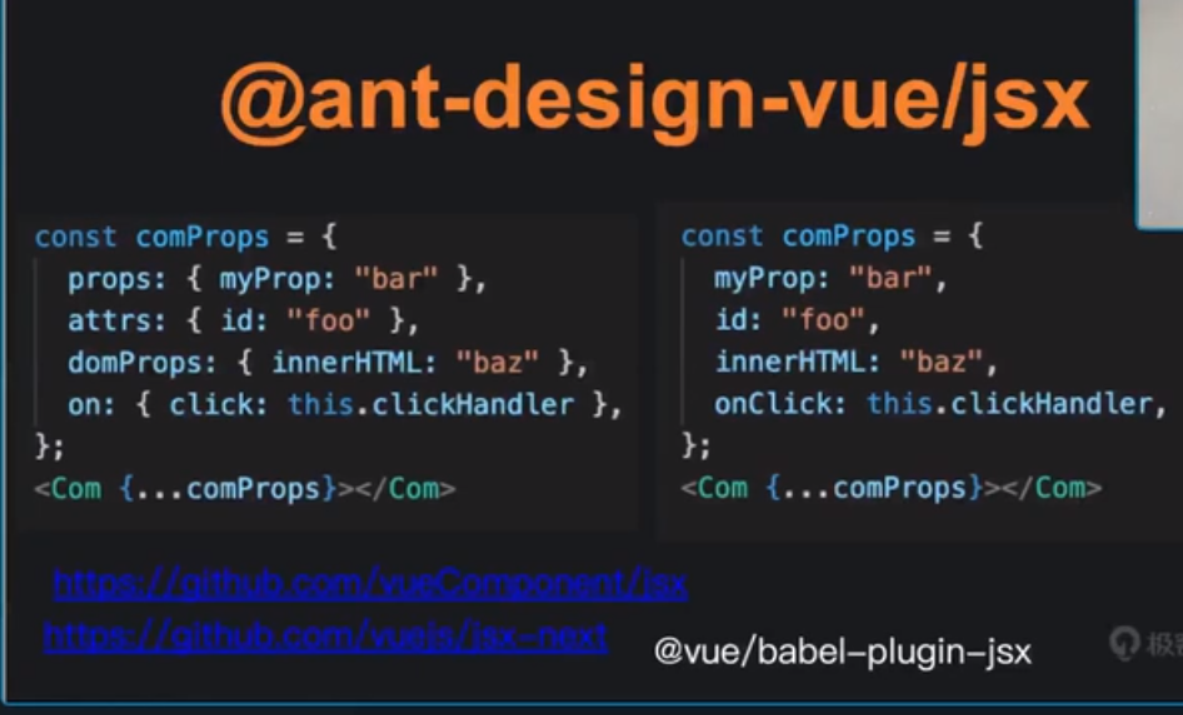 @ant-design-vue/jsx
const comProps = {
props: { myProp: "bar" },
attrs: { id: "foo" },
domProps: { innerHTML: "baz" },
on: { click: this.clickHandler },
};
<Com {...comProps}></Com>
const comProps = {
myProp: "bar",
id: "foo",
innerHTML: "baz",
onClick: this.clickHandler,
};
<Com {...comProps}></Com>
https://github.com/vueComponent/jsx
https://github.com/vuejs/jsx-next
@vue/babel-plugin-jsx
极